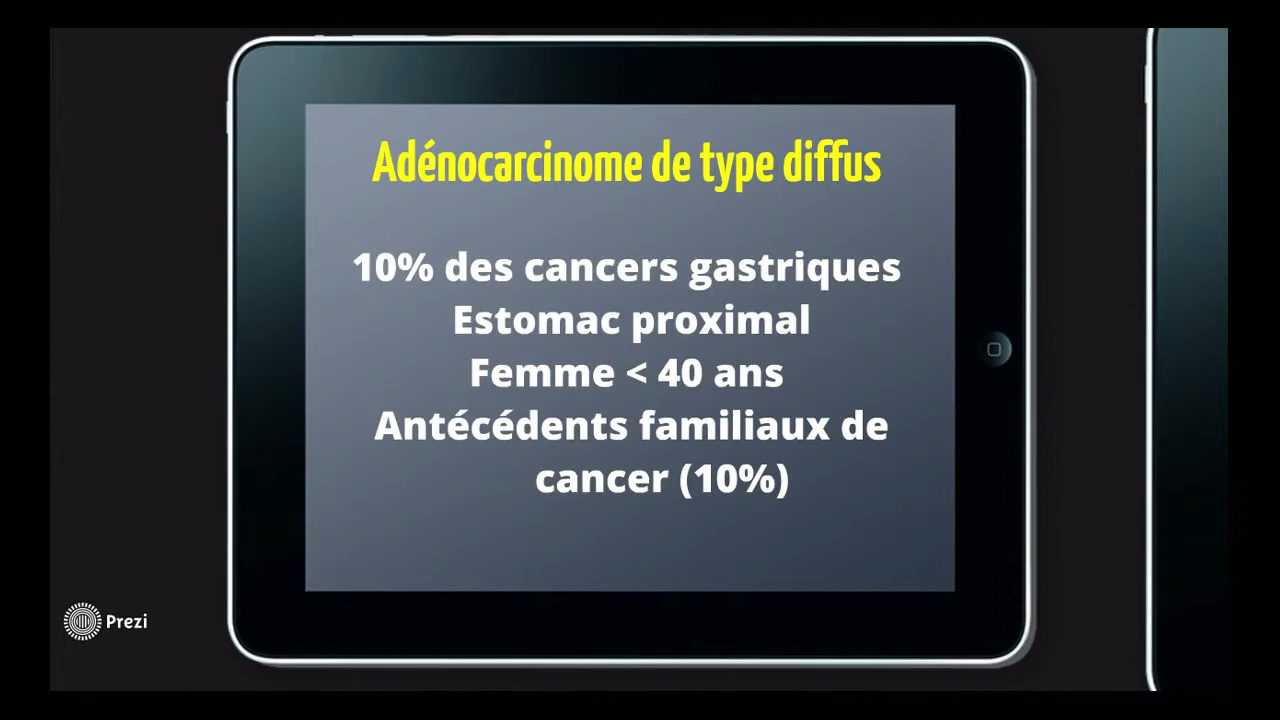 Adénocarcinome de type diffus
10% des cancers gastriques
Estomac proximal
Femme < 40 ans
Antécédents familiaux de
cancer (10%)
Prezi